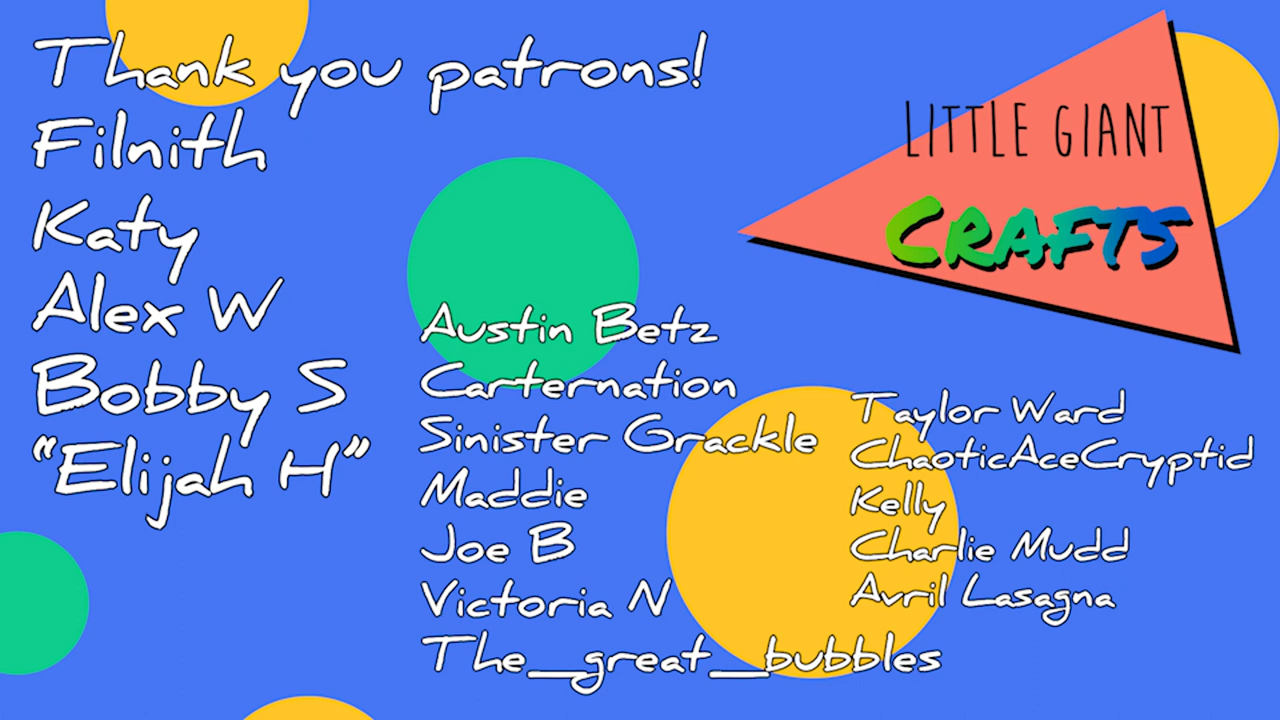 Thank you patrons!
Filnith
Katy
Alex W
Bobby S
“Elijah H”
Austin Betz
Carternation
Sinister Grackle
Maddie
Joe B
Victoria N
The_great_bubbles
LITTLE GIANT
CRAFTS
Taylor Ward
ChaoticAceCryptid
Kelly
Charlie Mudd
Avril Lasagna